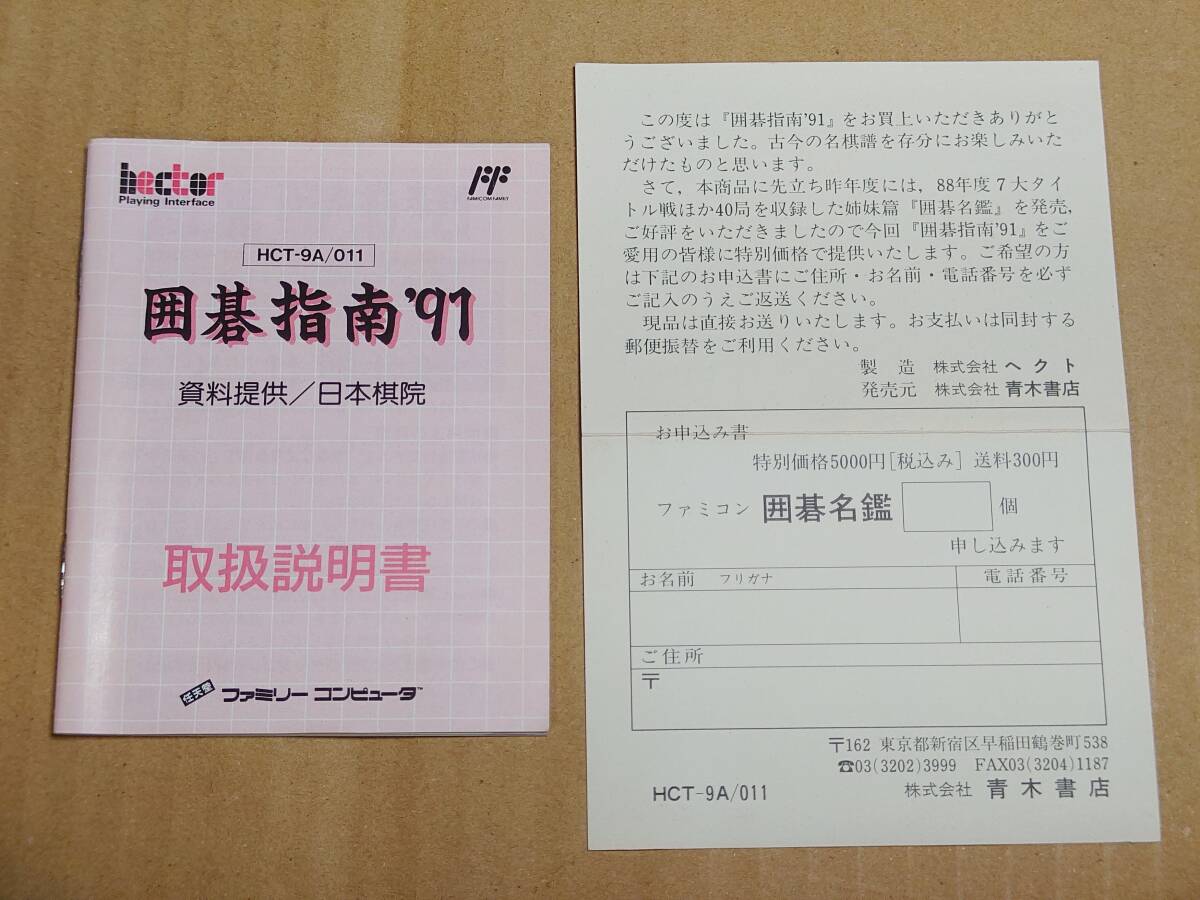 hector
Playing Interface
FAMICOM FAMILY
HCT-9A/011
囲碁指南'91
資料提供／日本棋院
取扱説明書
任天堂 ファミリー コンピュータ™
この度は『囲碁指南'91』をお買上いただきありがと
うございました。古今の名棋譜を存分にお楽しみいた
だけたものと思います。
さて，本商品に先立ち昨年度には，88年度7大タイ
トル戦ほか40局を収録した姉妹篇『囲碁名鑑』を発売，
ご好評をいただきましたので今回『囲碁指南'91』をご
愛用の皆様に特別価格で提供いたします。ご希望の方
は下記のお申込書にご住所・お名前・電話番号を必ず
ご記入のうえご返送ください。
現品は直接お送りいたします。お支払いは同封する
郵便振替をご利用ください。
製造 株式会社 ヘクト
発売元 株式会社 青木書店
お申込み書
特別価格5000円［税込み］送料300円
ファミコン 囲碁名鑑 個
申し込みます
お名前 フリガナ 電話番号
ご住所
〒
〒162 東京都新宿区早稲田鶴巻町538
☎03(3202)3999 FAX03(3204)1187
HCT-9A/011 株式会社 青木書店